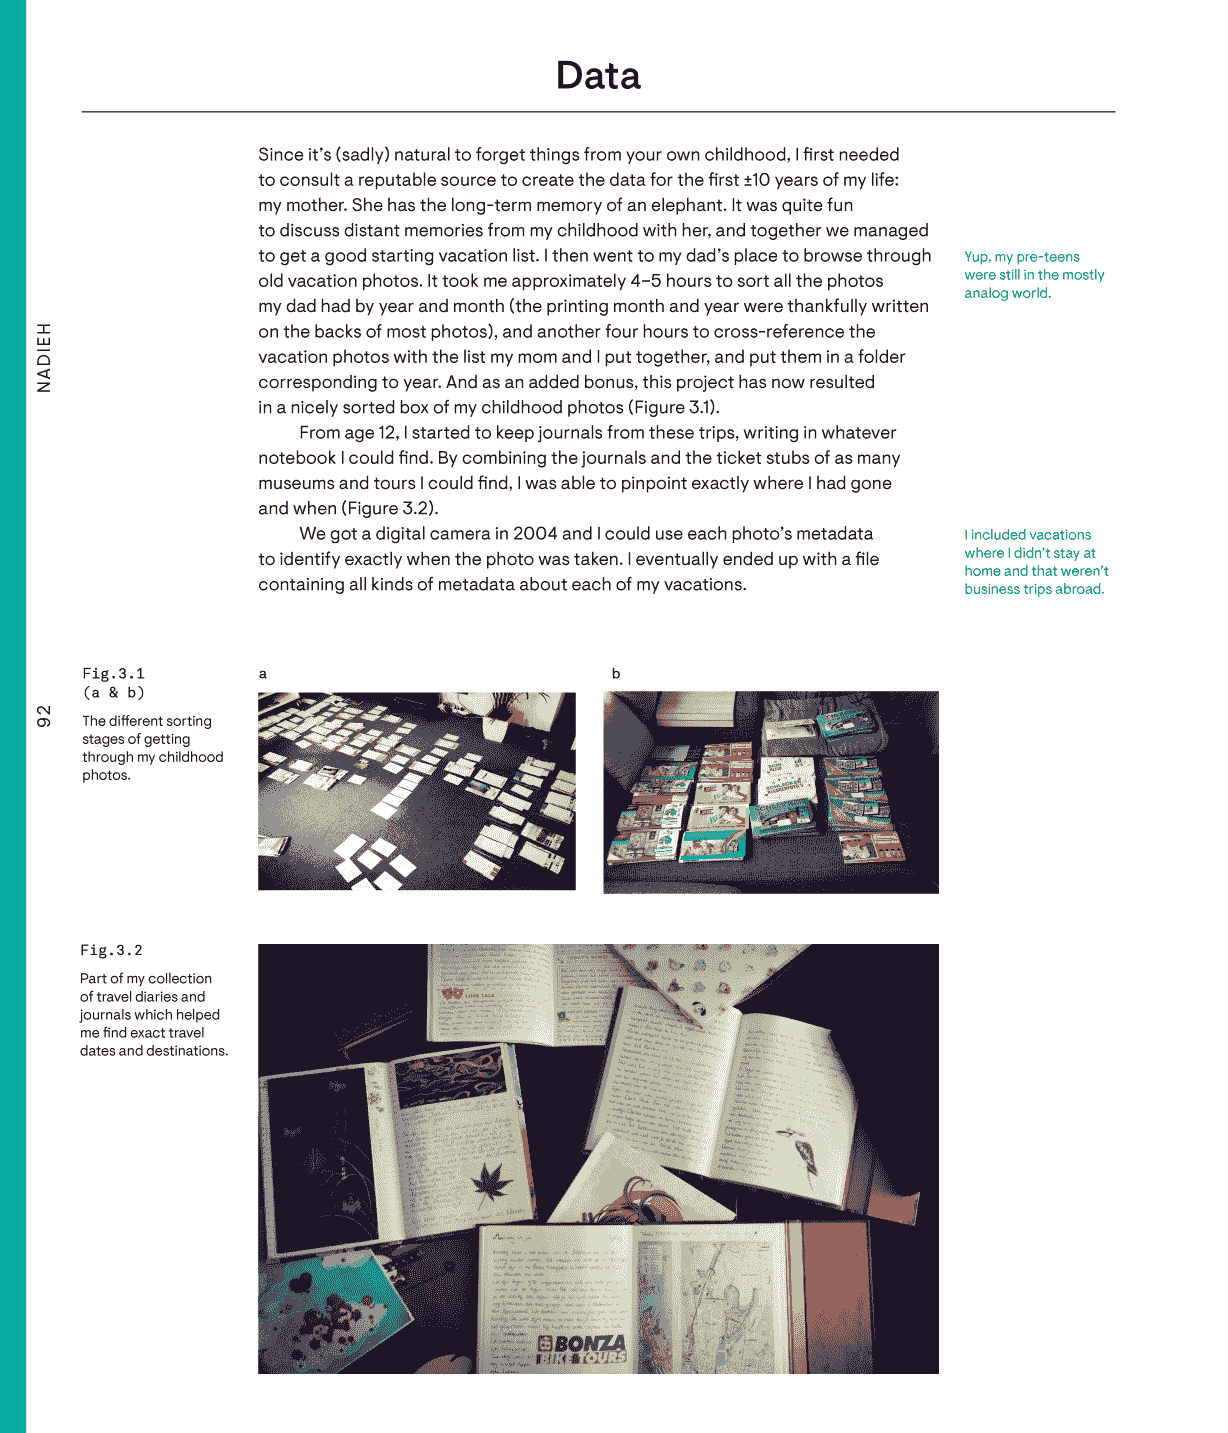 Data
Since it's (sadly) natural to forget things from your own childhood, I first needed
to consult a reputable source to create the data for the first ±10 years of my life:
my mother. She has the long-term memory of an elephant. It was quite fun
to discuss distant memories from my childhood with her, and together we managed
to get a good starting vacation list. I then went to my dad's place to browse through
old vacation photos. It took me approximately 4–5 hours to sort all the photos
my dad had by year and month (the printing month and year were thankfully written
on the backs of most photos), and another four hours to cross-reference the
vacation photos with the list my mom and I put together, and put them in a folder
corresponding to year. And as an added bonus, this project has now resulted
in a nicely sorted box of my childhood photos (Figure 3.1).
From age 12, I started to keep journals from these trips, writing in whatever
notebook I could find. By combining the journals and the ticket stubs of as many
museums and tours I could find, I was able to pinpoint exactly where I had gone
and when (Figure 3.2).
We got a digital camera in 2004 and I could use each photo's metadata
to identify exactly when the photo was taken. I eventually ended up with a file
containing all kinds of metadata about each of my vacations.
Yup, my pre-teens
were still in the mostly
analog world.
I included vacations
where I didn't stay at
home and that weren't
business trips abroad.
NADIEH
92
Fig.3.1
(a & b)
The different sorting
stages of getting
through my childhood
photos.
a
b
Fig.3.2
Part of my collection
of travel diaries and
journals which helped
me find exact travel
dates and destinations.
LOVE TALK
BONZA
BIKE TOURS